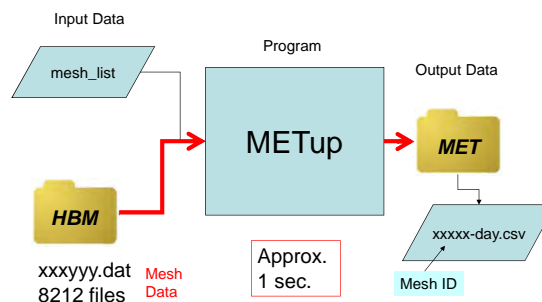 Input Data
Program
Output Data
mesh_list
METup
MET
HBM
xxxxx-day.csv
xxxyyy.dat
8212 files
Mesh
Data
Approx.
1 sec.
Mesh ID